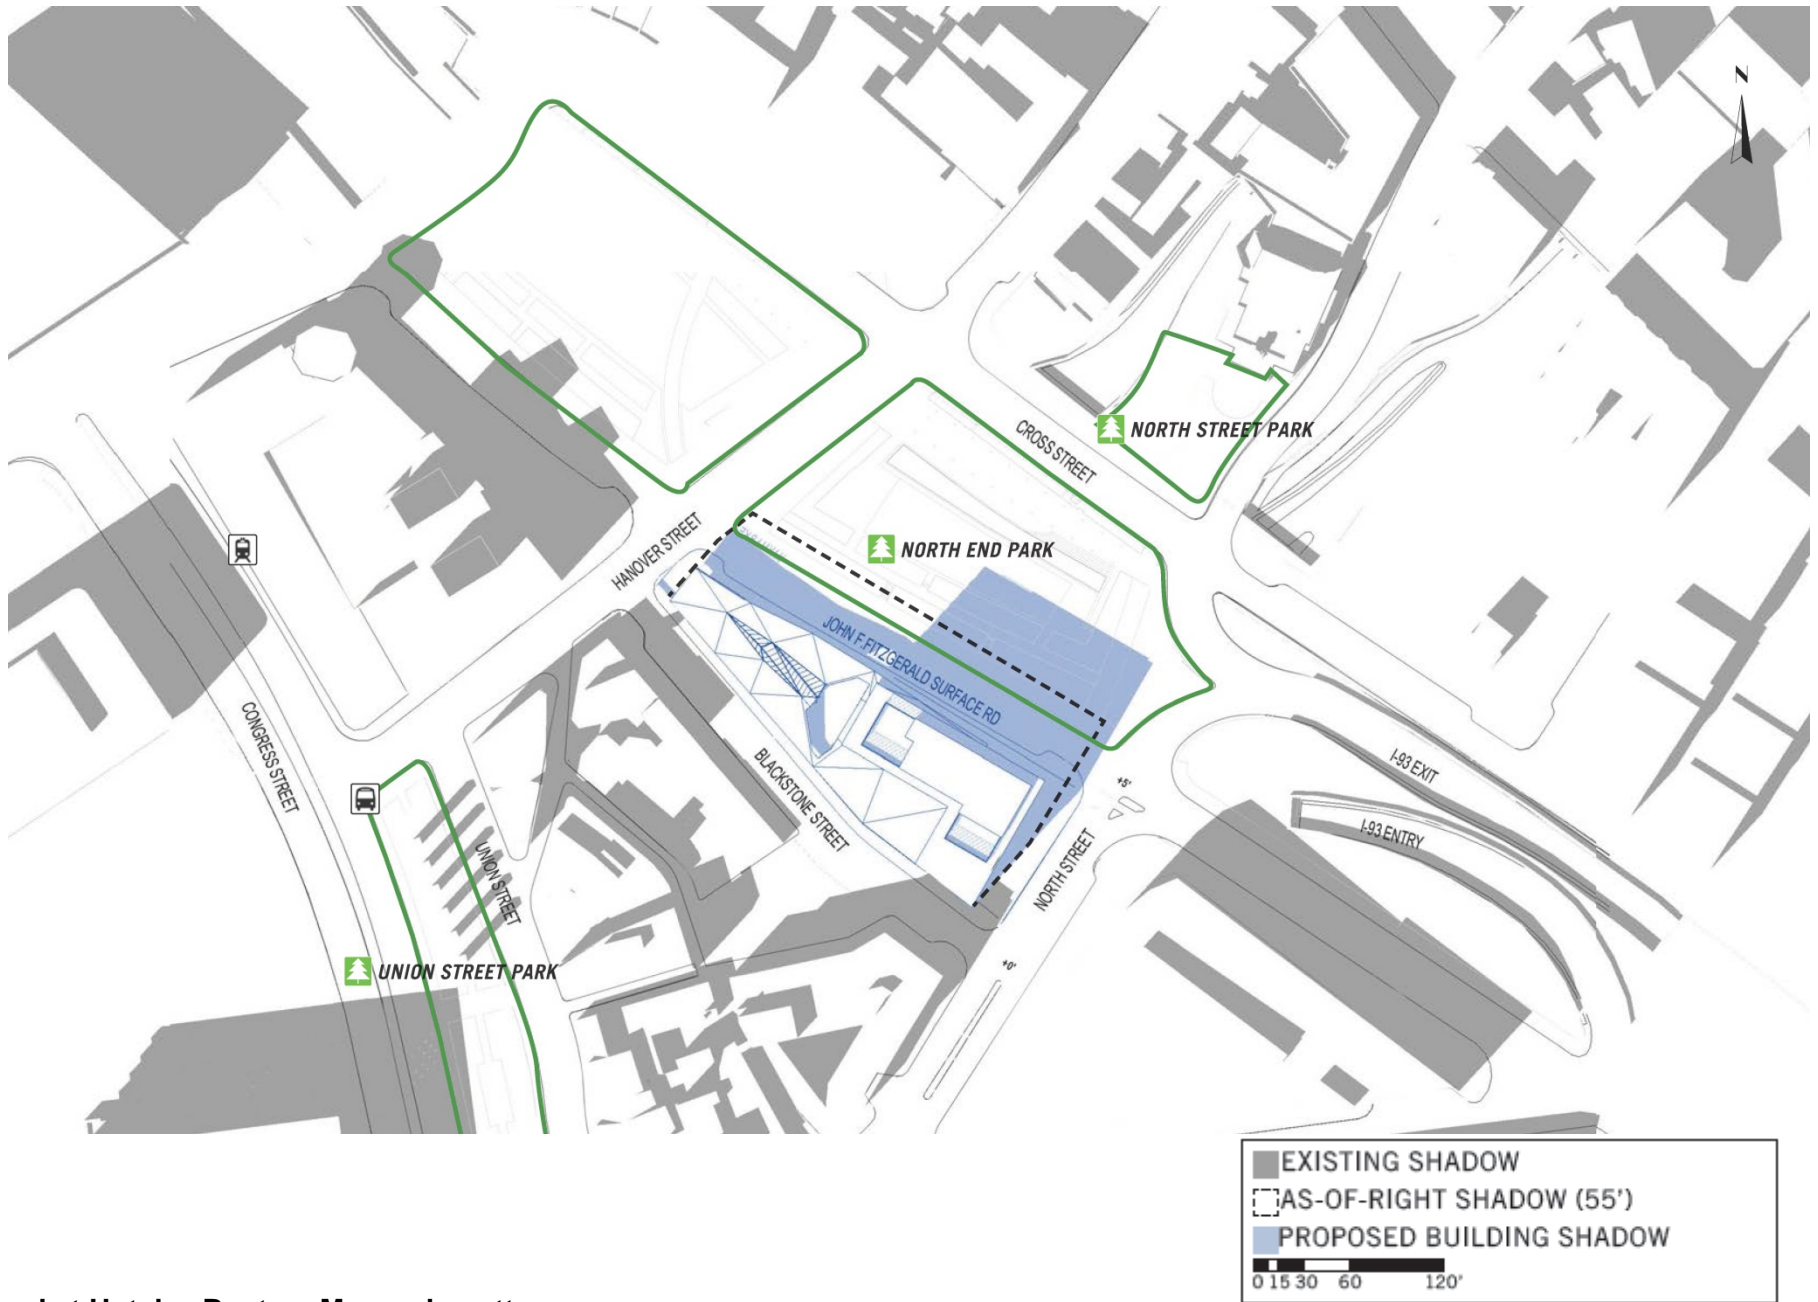 N
NORTH STREET PARK
CROSS STREET
HANOVER STREET
NORTH END PARK
JOHN F. FITZGERALD SURFACE RD
CONGRESS STREET
BLACKSTONE STREET
I-93 EXIT
+5'
I-93 ENTRY
UNION STREET
NORTH STREET
+0'
UNION STREET PARK
EXISTING SHADOW
AS-OF-RIGHT SHADOW (55')
PROPOSED BUILDING SHADOW
0 15 30 60 120'